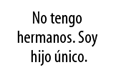 No tengo
hermanos. Soy
hijo único.